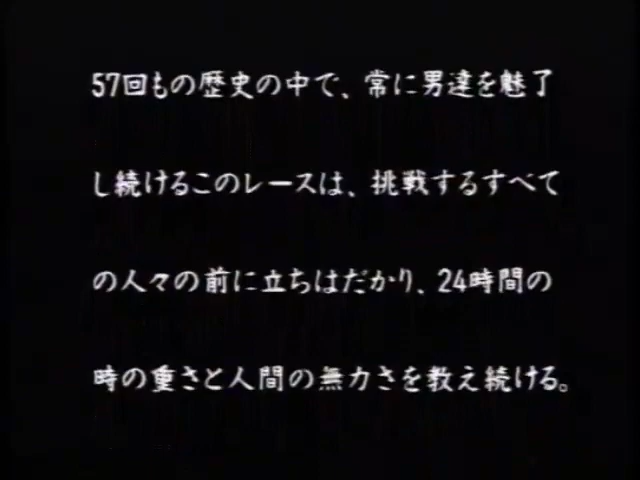 57回もの歴史の中で、常に男達を魅了
し続けるこのレースは、挑戦するすべて
の人々の前に立ちはだかり、24時間の
時の重さと人間の無力さを教え続ける。